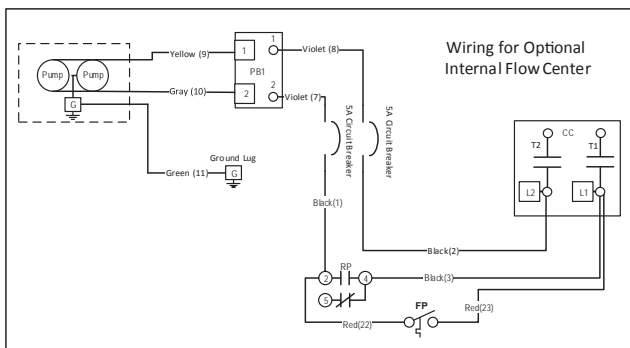 Wiring for Optional
Internal Flow Center
Yellow (9)
1
1
Violet (8)
Pump
Pump
PB1
Gray (10)
2
2
Violet (7)
G
Ground Lug
Green (11)
G
5A Circuit Breaker
5A Circuit Breaker
CC
T2
T1
L2
L1
Black(1)
Black(2)
RP
2
4
Black(3)
5
FP
Red(22)
Red(23)